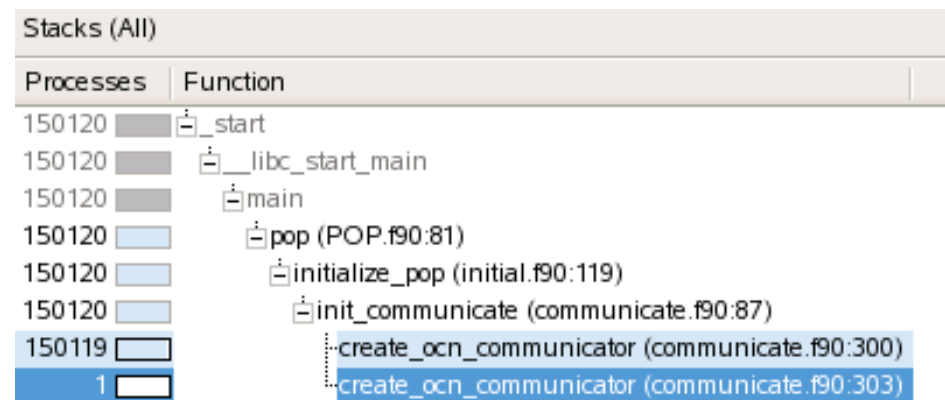 Stacks (All)
Processes Function
150120 _start
150120 __libc_start_main
150120 main
150120 pop (POP.f90:81)
150120 initialize_pop (initial.f90:119)
150120 init_communicate (communicate.f90:87)
150119 create_ocn_communicator (communicate.f90:300)
1 create_ocn_communicator (communicate.f90:303)